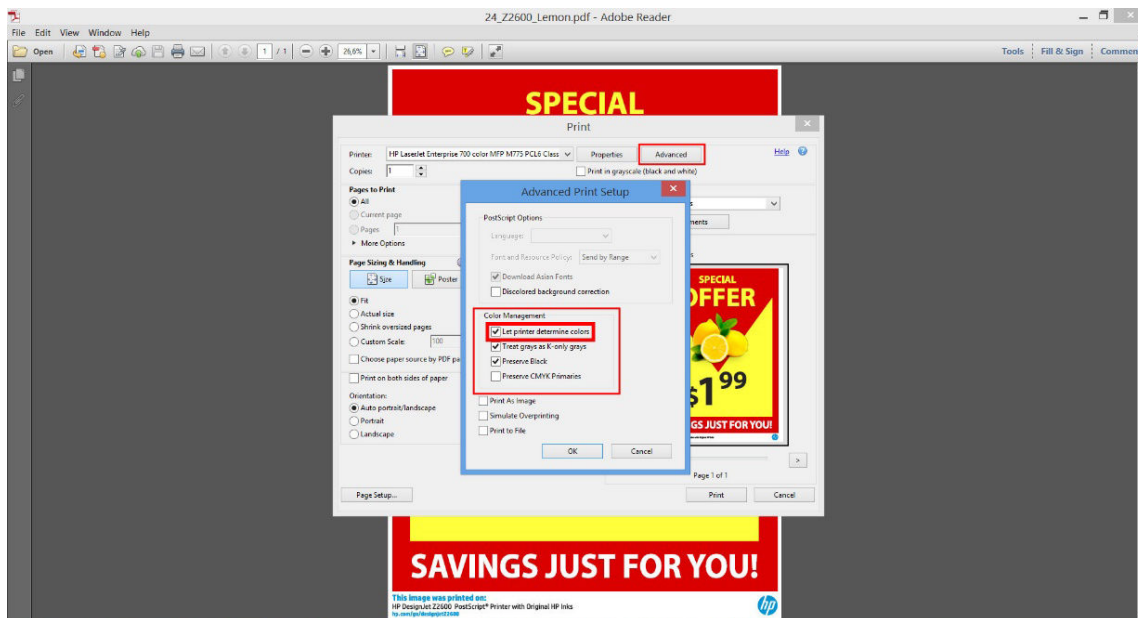 24_Z2600_Lemon.pdf - Adobe Reader
File Edit View Window Help
Open 1 / 1 26,6% Tools Fill & Sign Commen
SPECIAL
Print
Printer: HP LaserJet Enterprise 700 color MFP M775 PCL6 Class Properties Advanced Help
Copies: 1 Print in grayscale (black and white)
Pages to Print
All
Current page
Pages 1
More Options
Page Sizing & Handling
Size Poster
Fit
Actual size
Shrink oversized pages
Custom Scale: 100
Choose paper source by PDF pa
Print on both sides of paper
Orientation:
Auto portrait/landscape
Portrait
Landscape
Advanced Print Setup
PostScript Options
Language:
Font and Resource Policy: Send by Range
Download Asian Fonts
Discolored background correction
Color Management
Let printer determine colors
Treat grays as K-only grays
Preserve Black
Preserve CMYK Primaries
Print As Image
Simulate Overprinting
Print to File
OK Cancel
s
ments
s
SPECIAL
OFFER
$199
GS JUST FOR YOU!
>
Page 1 of 1
Page Setup... Print Cancel
SAVINGS JUST FOR YOU!
This image was printed on:
HP DesignJet Z2600 PostScript® Printer with Original HP Inks
hp.com/go/designjetZ2600
hp